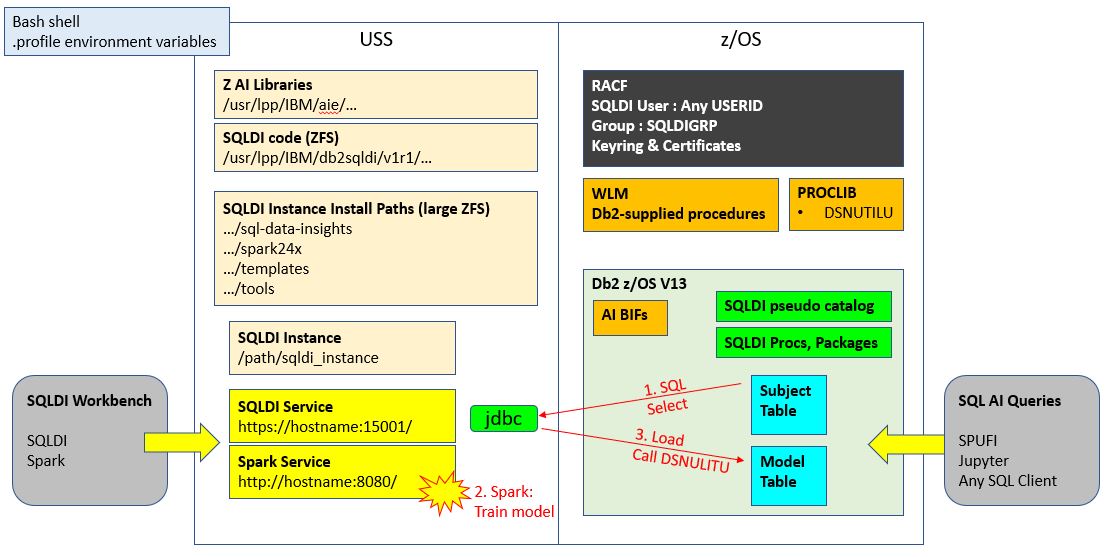 Bash shell
.profile environment variables
USS
z/OS
Z AI Libraries
/usr/lpp/IBM/aie/…
SQLDI code (ZFS)
/usr/lpp/IBM/db2sqldi/v1r1/…
SQLDI Instance Install Paths (large ZFS)
…/sql-data-insights
…/spark24x
…/templates
…/tools
SQLDI Instance
/path/sqldi_instance
SQLDI Service
https://hostname:15001/
Spark Service
http://hostname:8080/
2. Spark:
Train model
SQLDI Workbench
SQLDI
Spark
jdbc
1. SQL
Select
3. Load
Call DSNULITU
RACF
SQLDI User : Any USERID
Group : SQLDIGRP
Keyring & Certificates
WLM
Db2-supplied procedures
PROCLIB
• DSNUTILU
Db2 z/OS V13
AI BIFs
SQLDI pseudo catalog
SQLDI Procs, Packages
Subject
Table
Model
Table
SQL AI Queries
SPUFI
Jupyter
Any SQL Client